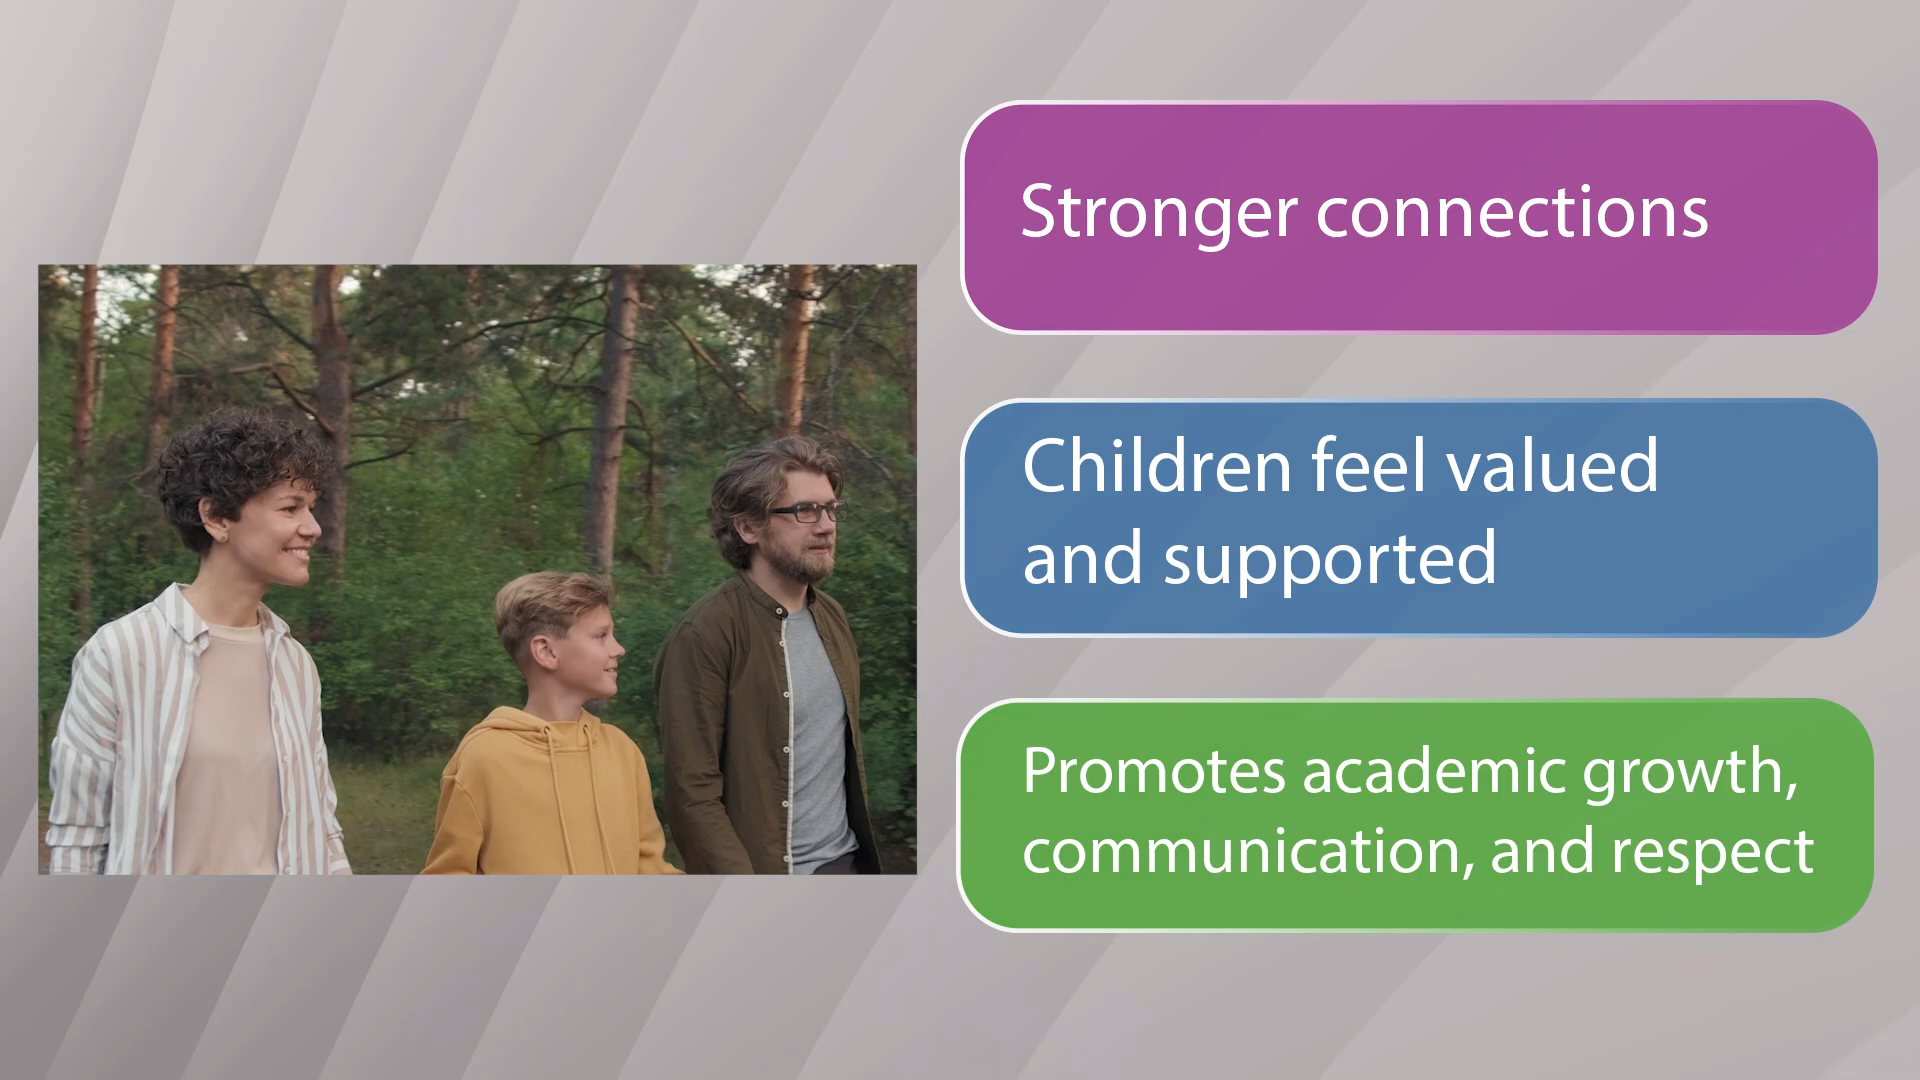 Stronger connections
Children feel valued
and supported
Promotes academic growth,
communication, and respect